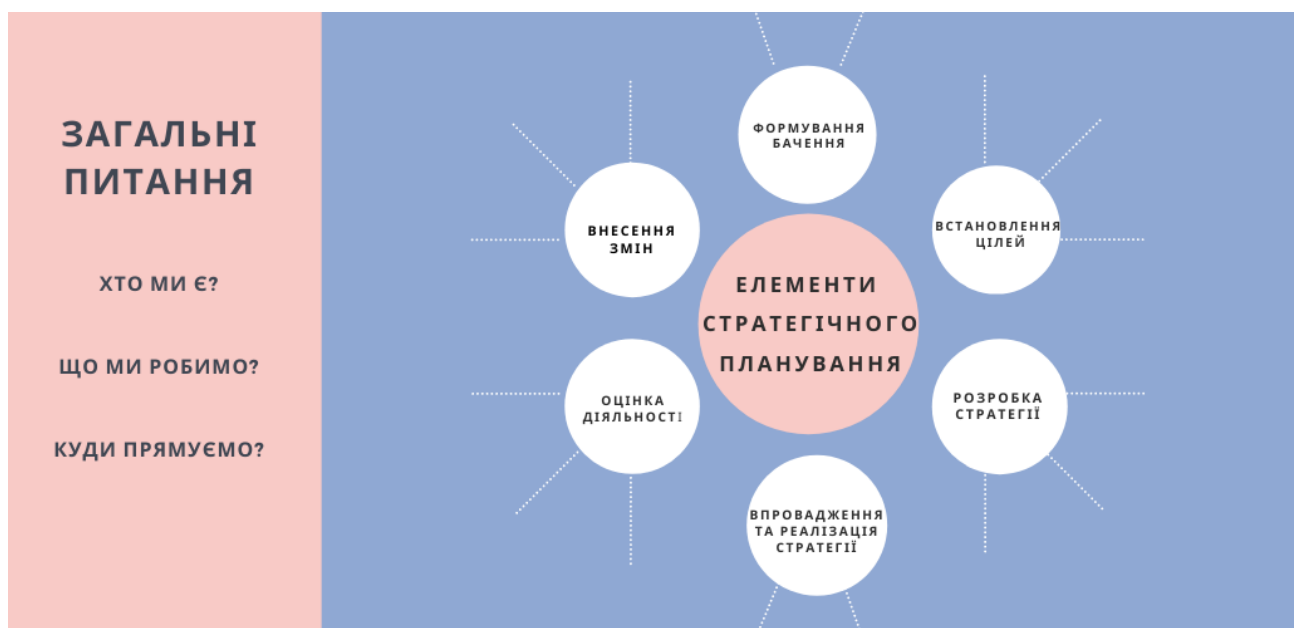 ЗАГАЛЬНІ
ПИТАННЯ
ХТО МИ Є?
ЩО МИ РОБИМО?
КУДИ ПРЯМУЄМО?
ЕЛЕМЕНТИ
СТРАТЕГІЧНОГО
ПЛАНУВАННЯ
ФОРМУВАННЯ
БАЧЕННЯ
ВСТАНОВЛЕННЯ
ЦІЛЕЙ
РОЗРОБКА
СТРАТЕГІЇ
ВПРОВАДЖЕННЯ
ТА РЕАЛІЗАЦІЯ
СТРАТЕГІЇ
ОЦІНКА
ДІЯЛЬНОСТІ
ВНЕСЕННЯ
ЗМІН